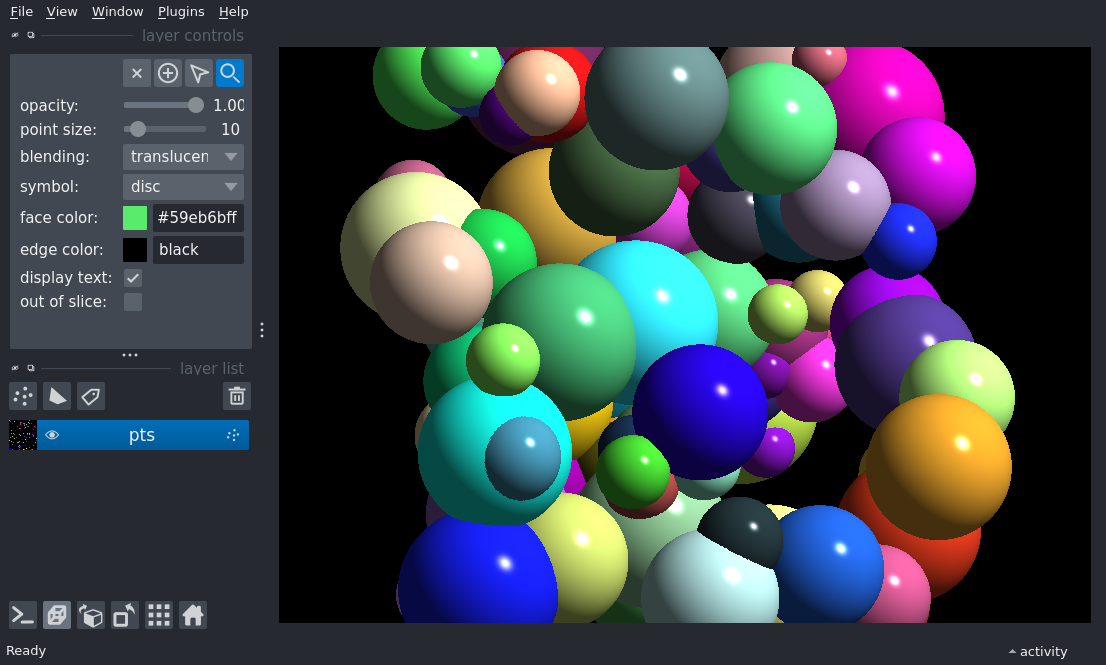 File View Window Plugins Help
layer controls
opacity: 1.00
point size: 10
blending: translucen
symbol: disc
face color: #59eb6bff
edge color: black
display text:
out of slice:
layer list
pts
Ready
activity